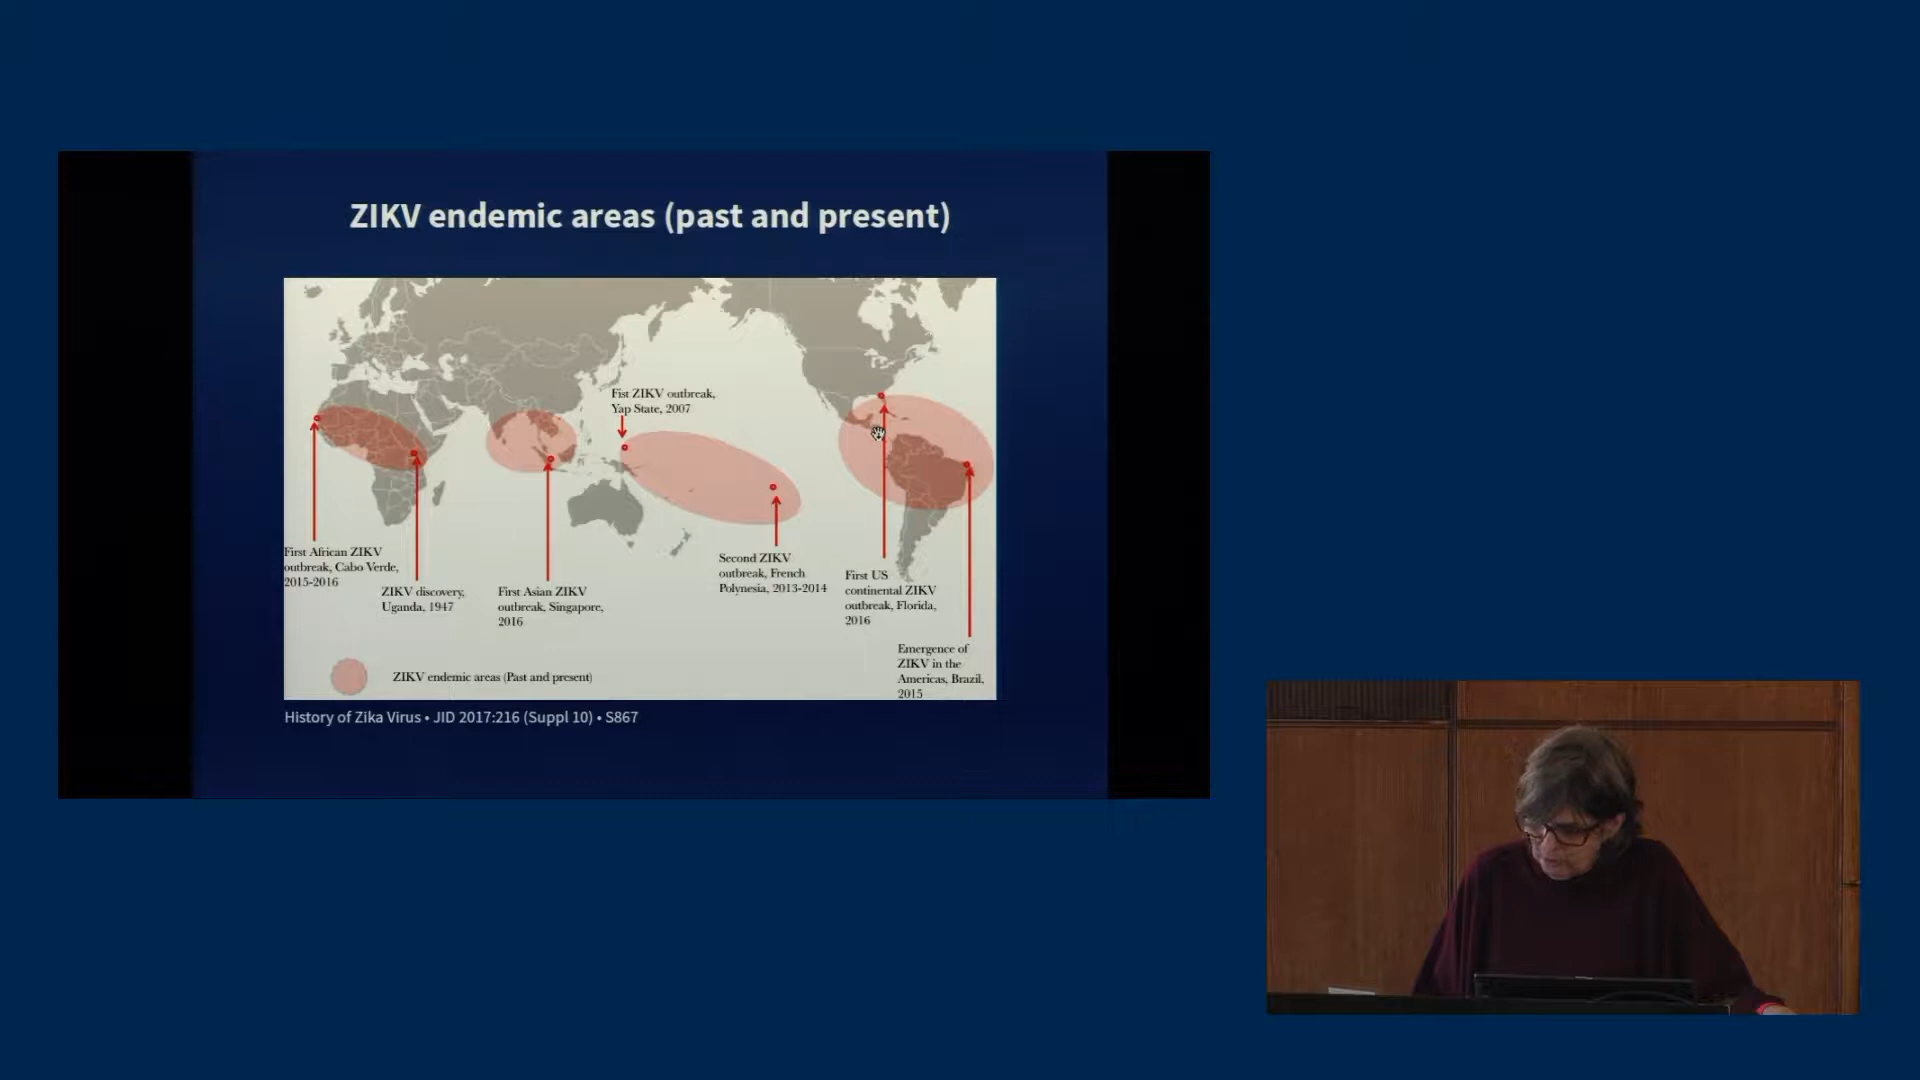 ZIKV endemic areas (past and present)
Fist ZIKV outbreak,
Yap State, 2007
First African ZIKV
outbreak, Cabo Verde,
2015-2016
ZIKV discovery,
Uganda, 1947
First Asian ZIKV
outbreak, Singapore,
2016
Second ZIKV
outbreak, French
Polynesia, 2013-2014
First US
continental ZIKV
outbreak, Florida,
2016
Emergence of
ZIKV in the
Americas, Brazil,
2015
ZIKV endemic areas (Past and present)
History of Zika Virus • JID 2017:216 (Suppl 10) • S867